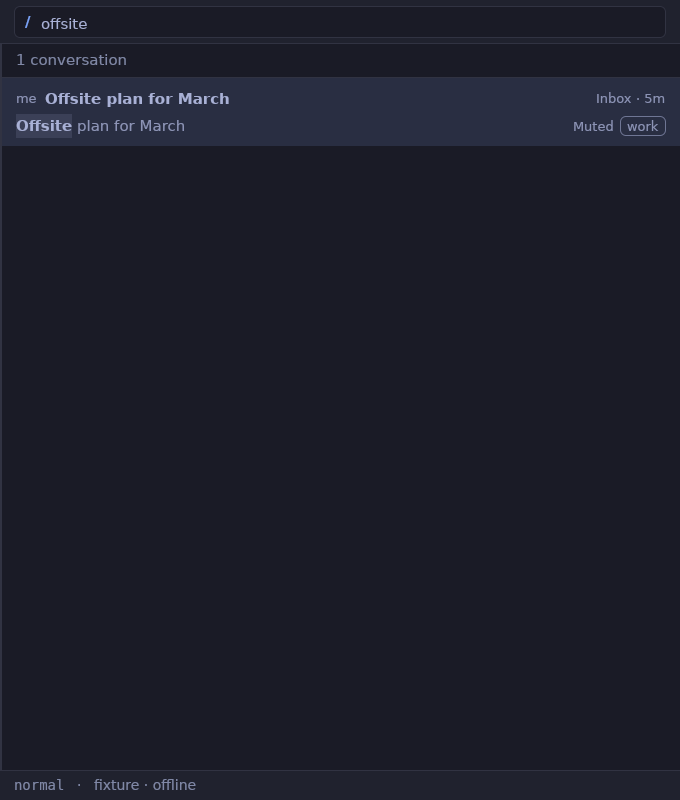 / offsite
1 conversation
me Offsite plan for March Inbox · 5m
Offsite plan for March Muted work
normal · fixture · offline